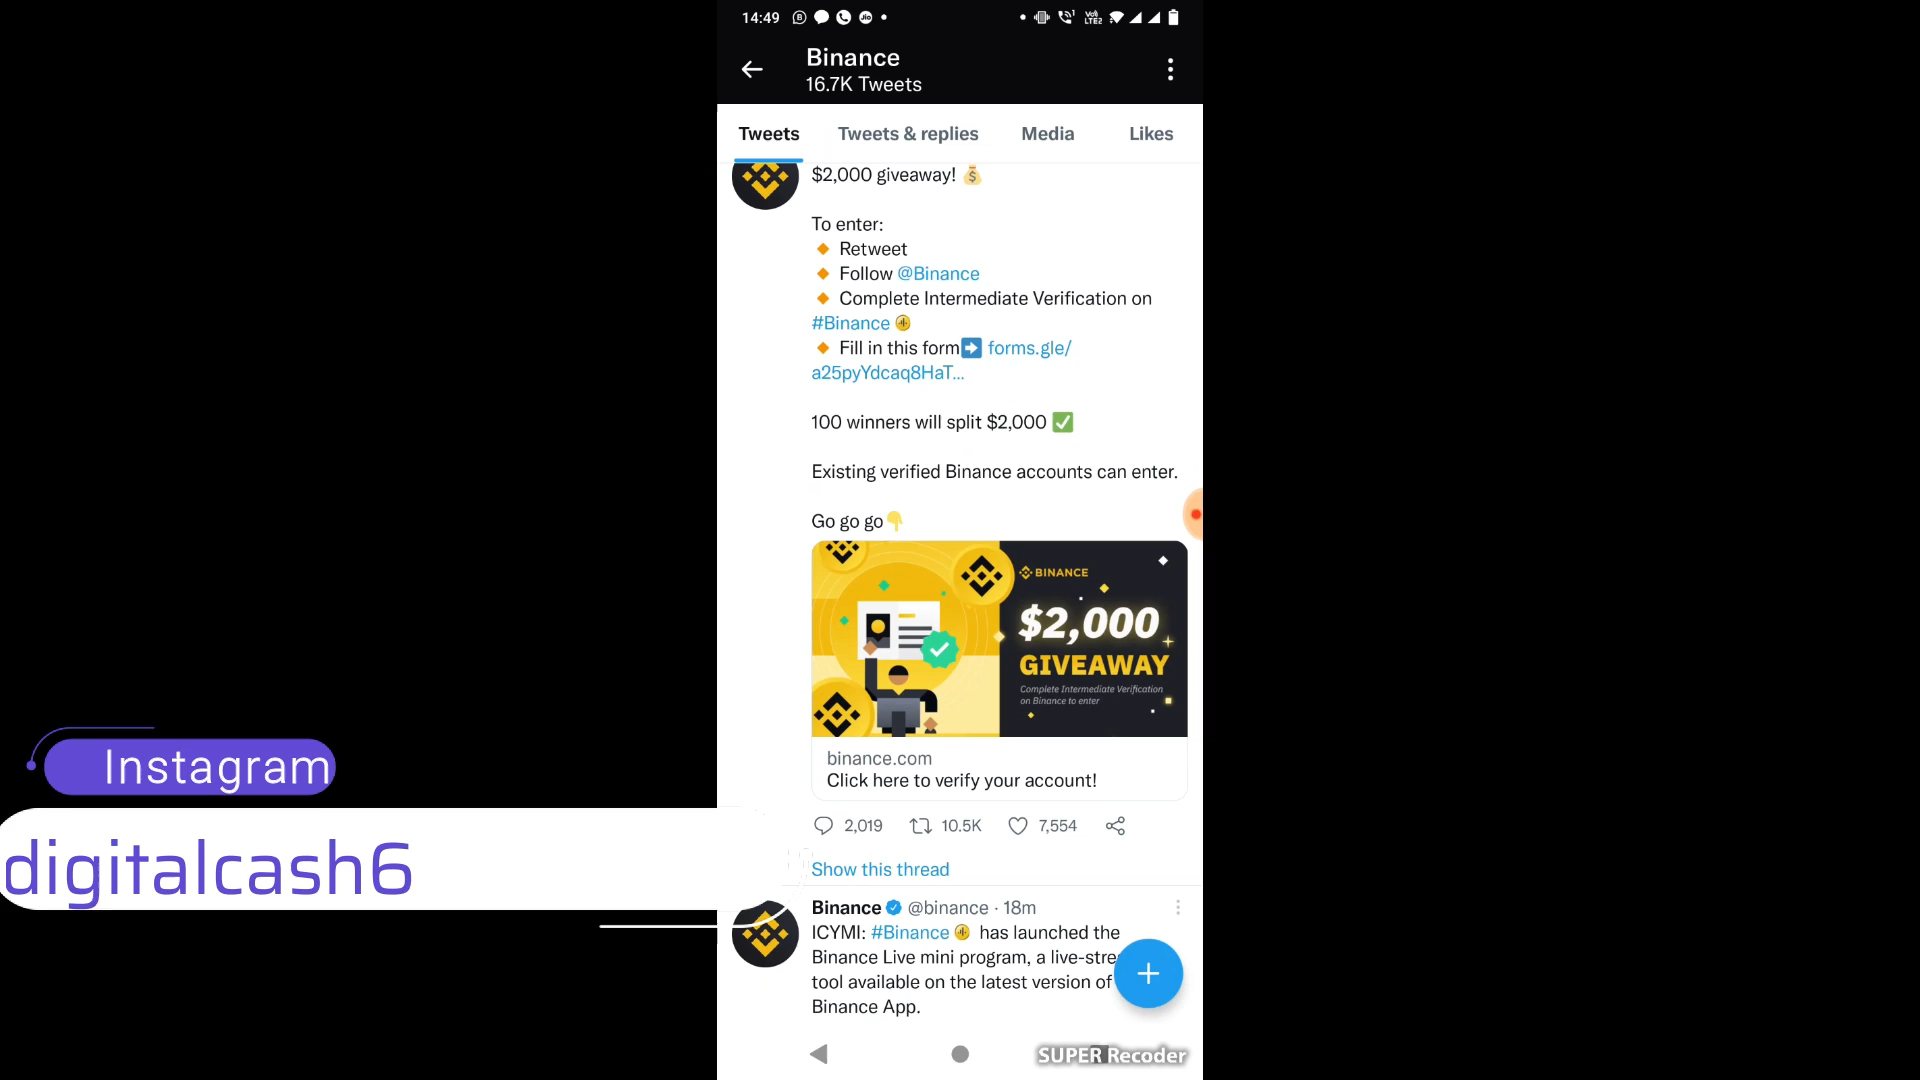 14:49
Binance
16.7K Tweets
Tweets
Tweets & replies
Media
Likes
$2,000 giveaway! 💰
To enter:
🔸 Retweet
🔸 Follow @Binance
🔸 Complete Intermediate Verification on
#Binance
🔸 Fill in this form➡️ forms.gle/
a25pyYdcaq8HaT...
100 winners will split $2,000 ✅
Existing verified Binance accounts can enter.
Go go go👇
BINANCE
$2,000
GIVEAWAY
Complete Intermediate Verification
on Binance to enter
binance.com
Click here to verify your account!
2,019
10.5K
7,554
Show this thread
Binance @binance · 18m
ICYMI: #Binance has launched the
Binance Live mini program, a live-stre
tool available on the latest version of
Binance App.
SUPER Recoder
Instagram
digitalcash6